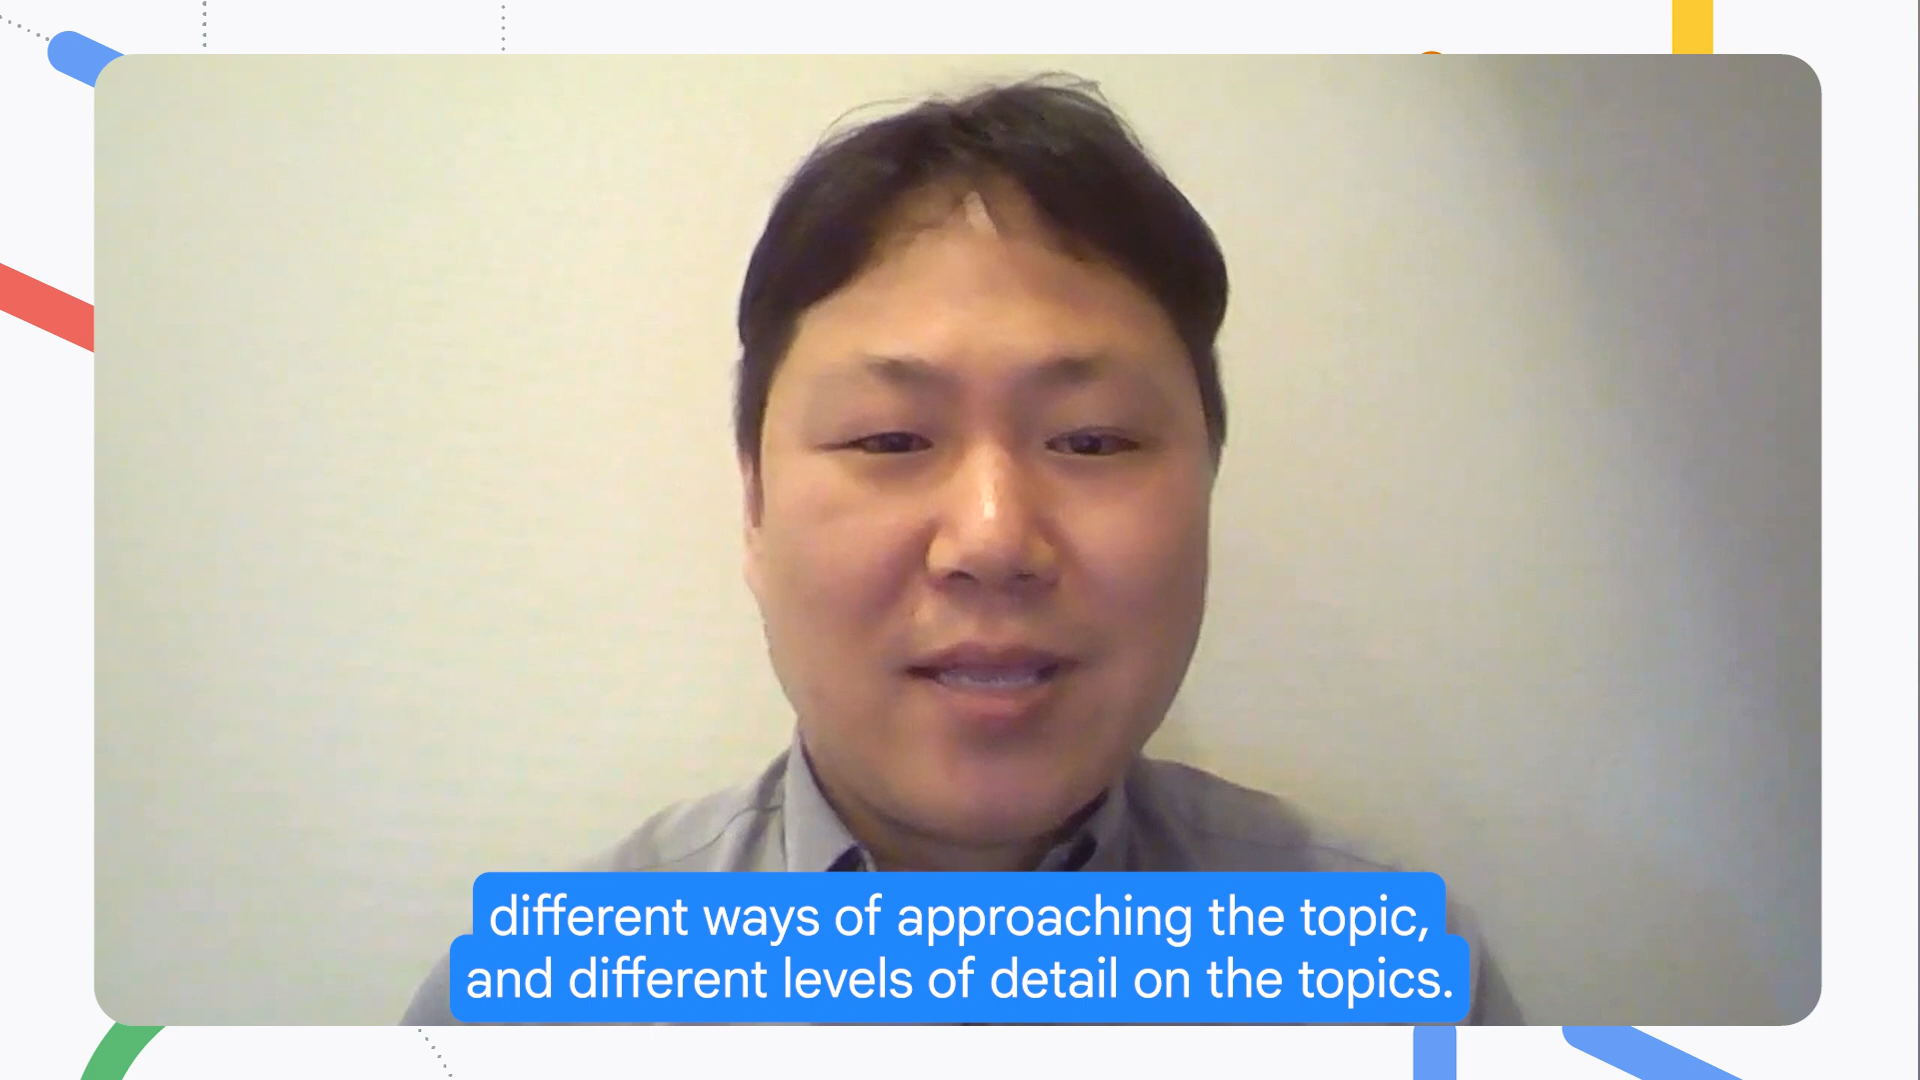 different ways of approaching the topic,
and different levels of detail on the topics.